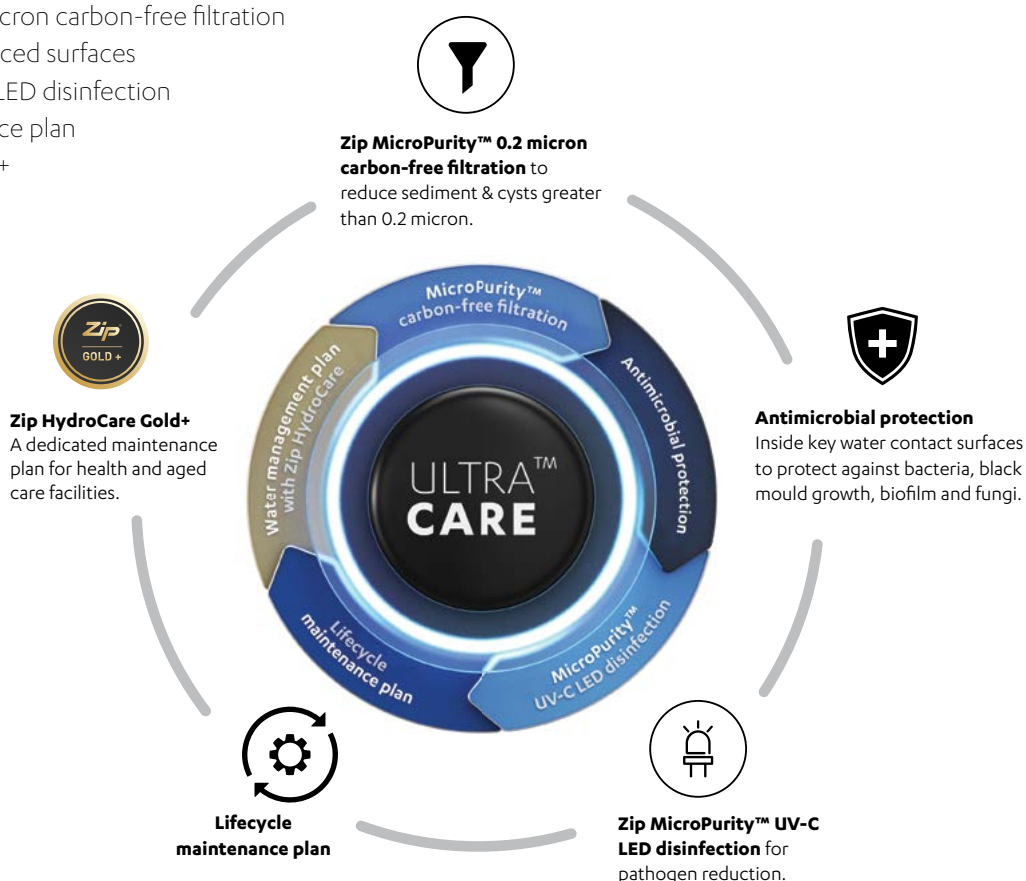 cron carbon-free filtration
ced surfaces
LED disinfection
ce plan
+
Zip MicroPurity™ 0.2 micron
carbon-free filtration to
reduce sediment & cysts greater
than 0.2 micron.
Zip
GOLD +
Zip HydroCare Gold+
A dedicated maintenance
plan for health and aged
care facilities.
MicroPurity™
carbon-free filtration
Antimicrobial protection
MicroPurity™
UV-C LED disinfection
Lifecycle
maintenance plan
Water management plan
with Zip HydroCare
ULTRA™
CARE
Antimicrobial protection
Inside key water contact surfaces
to protect against bacteria, black
mould growth, biofilm and fungi.
Lifecycle
maintenance plan
Zip MicroPurity™ UV-C
LED disinfection for
pathogen reduction.